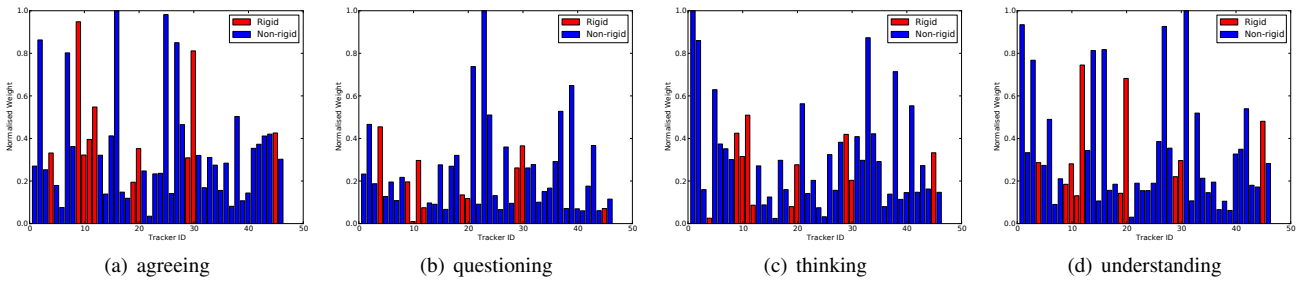 1.0
0.8
0.6
0.4
0.2
0.0
Normalised Weight
0 10 20 30 40 50
Tracker ID
Rigid
Non-rigid
(a) agreeing
1.0
0.8
0.6
0.4
0.2
0.0
Normalised Weight
0 10 20 30 40 50
Tracker ID
Rigid
Non-rigid
(b) questioning
1.0
0.8
0.6
0.4
0.2
0.0
Normalised Weight
0 10 20 30 40 50
Tracker ID
Rigid
Non-rigid
(c) thinking
1.0
0.8
0.6
0.4
0.2
0.0
Normalised Weight
0 10 20 30 40 50
Tracker ID
Rigid
Non-rigid
(d) understanding